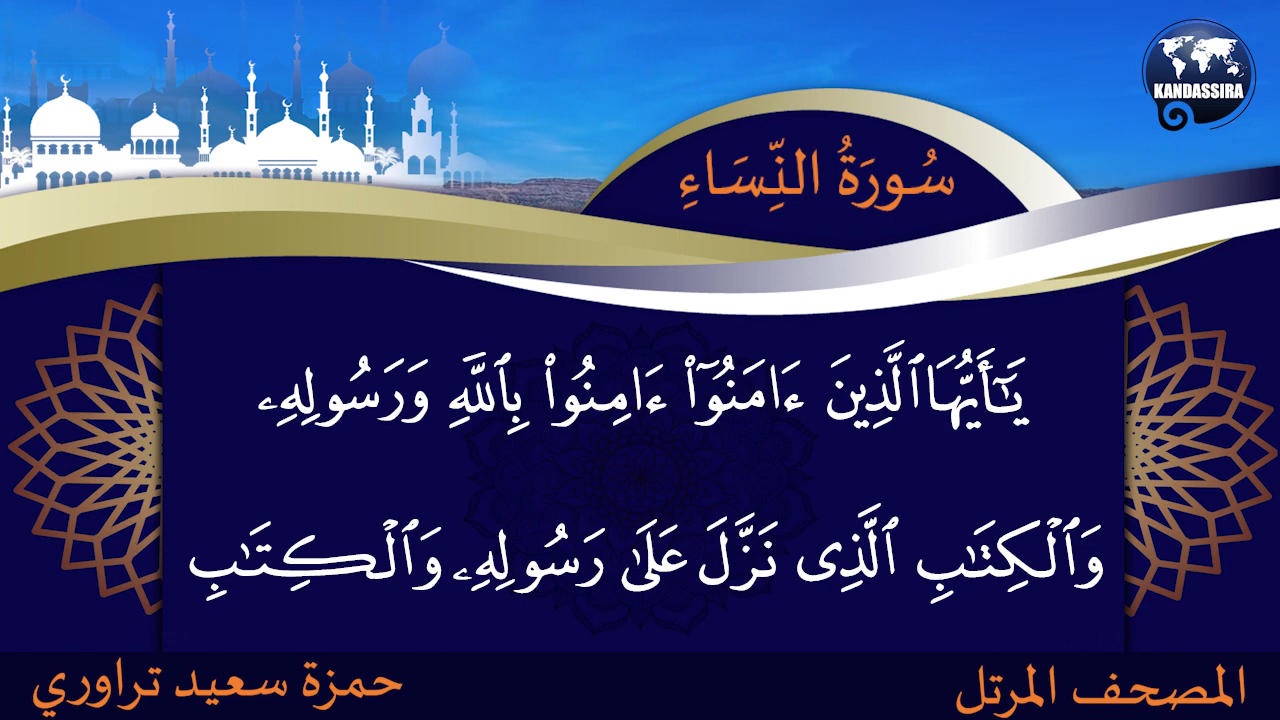 KANDASSIRA
سُورَةُ النِّسَاءِ
يَٰٓأَيُّهَا ٱلَّذِينَ ءَامَنُوٓا۟ ءَامِنُوا۟ بِٱللَّهِ وَرَسُولِهِۦ
وَٱلْكِتَٰبِ ٱلَّذِى نَزَّلَ عَلَىٰ رَسُولِهِۦ وَٱلْكِتَٰبِ
المصحف المرتل
حمزة سعيد تراوري